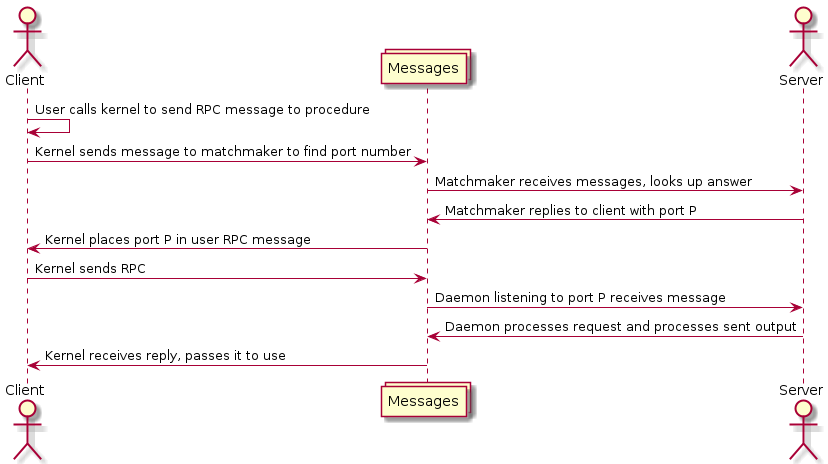 Client
Messages
Server
User calls kernel to send RPC message to procedure
Kernel sends message to matchmaker to find port number
Matchmaker receives messages, looks up answer
Matchmaker replies to client with port P
Kernel places port P in user RPC message
Kernel sends RPC
Daemon listening to port P receives message
Daemon processes request and processes sent output
Kernel receives reply, passes it to use
Client
Messages
Server